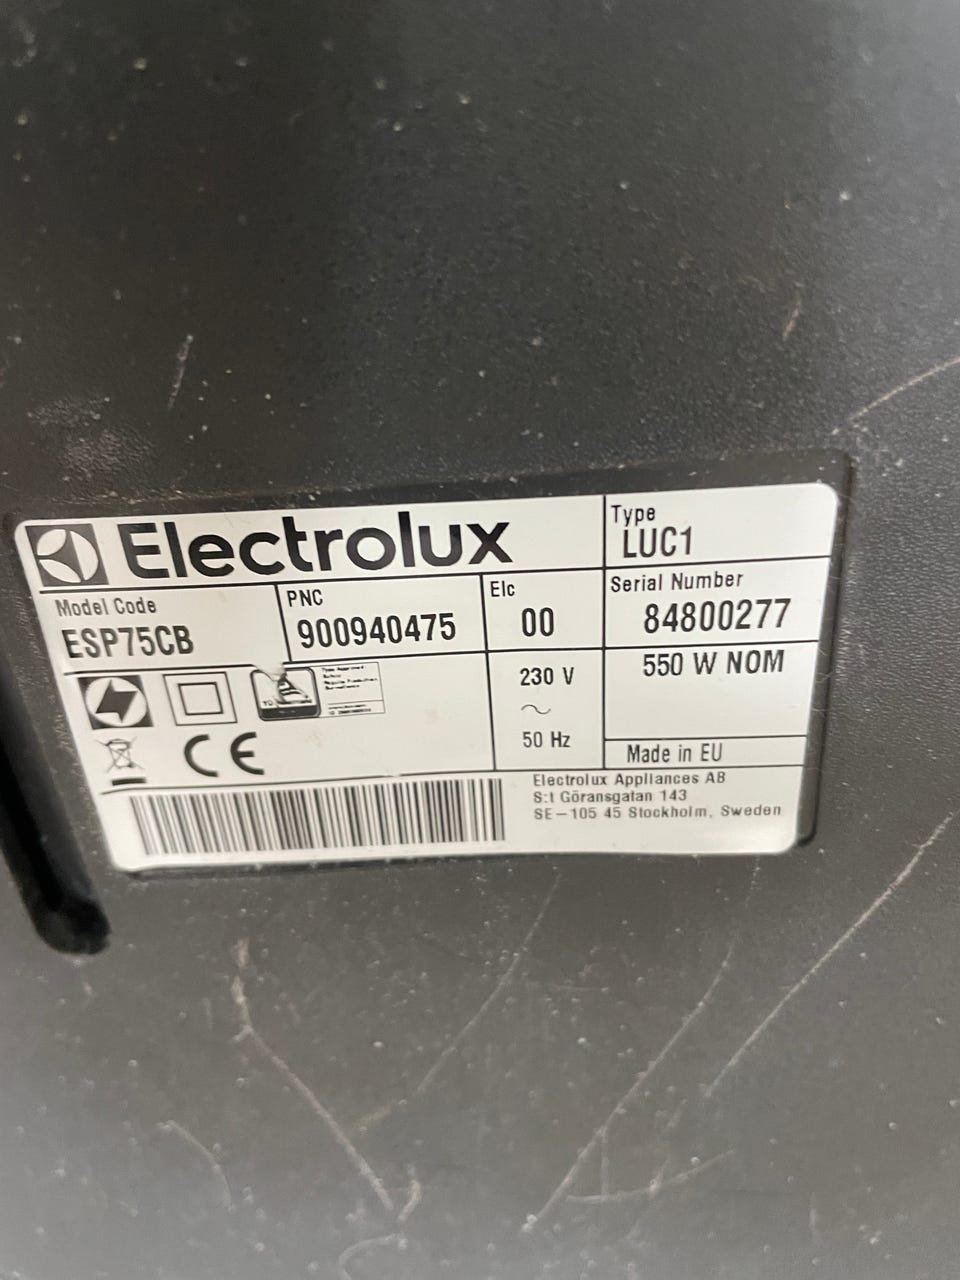 Electrolux
Type
LUC1
Model Code
ESP75CB
PNC
900940475
Elc
00
Serial Number
84800277
230 V
~
50 Hz
550 W NOM
Made in EU
CE
Electrolux Appliances AB
S:t Göransgatan 143
SE-105 45 Stockholm, Sweden